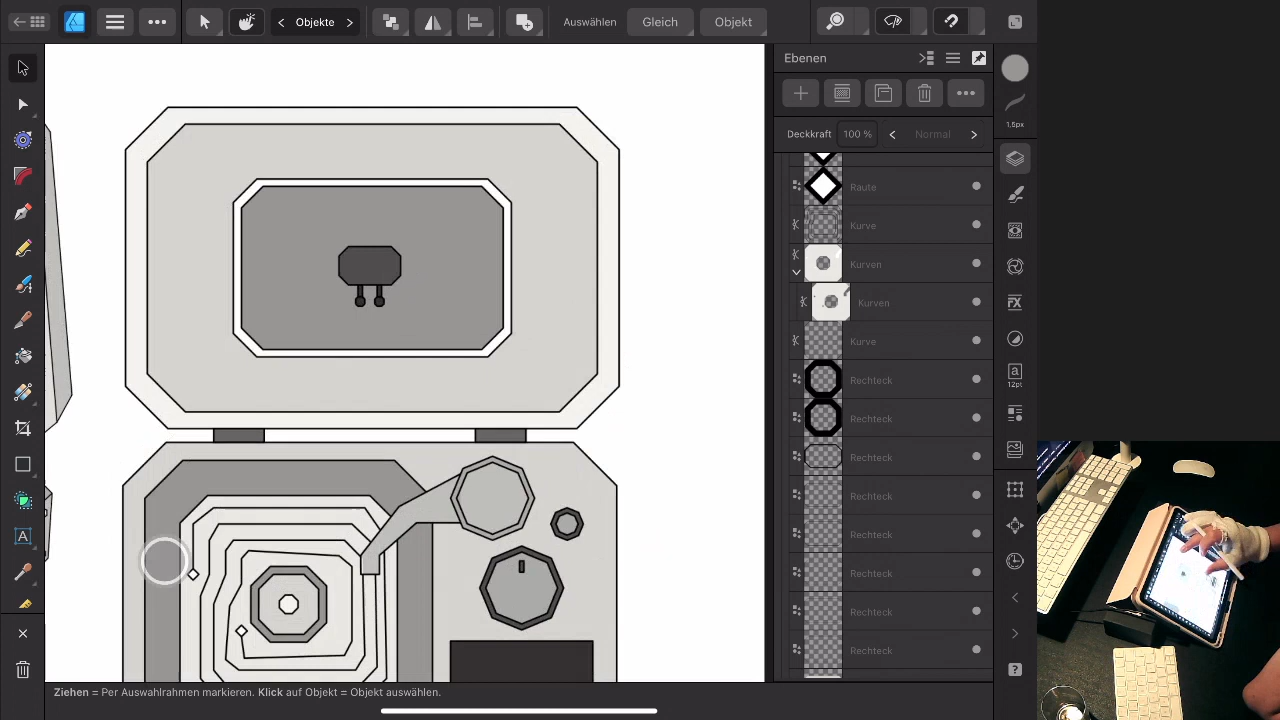 Objekte
Auswählen
Gleich
Objekt
Ebenen
Deckkraft 100 % Normal
Raute
Kurve
Kurven
Kurven
Kurve
Rechteck
Rechteck
Rechteck
Rechteck
Rechteck
Rechteck
Rechteck
Rechteck
1,5px
a
12pt
A
?
Ziehen = Per Auswahlrahmen markieren. Klick auf Objekt = Objekt auswählen.